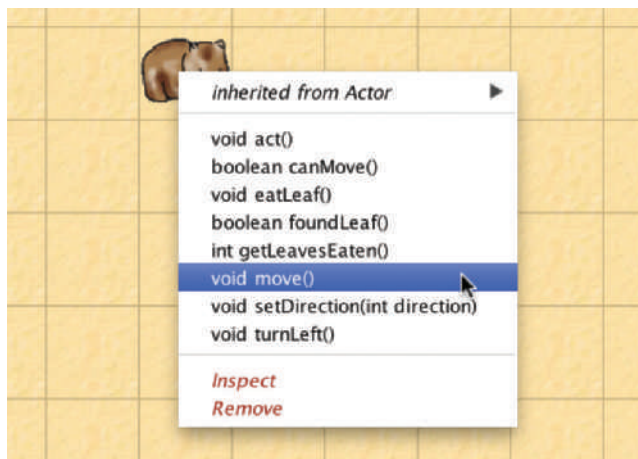 inherited from Actor
void act()
boolean canMove()
void eatLeaf()
boolean foundLeaf()
int getLeavesEaten()
void move()
void setDirection(int direction)
void turnLeft()
Inspect
Remove